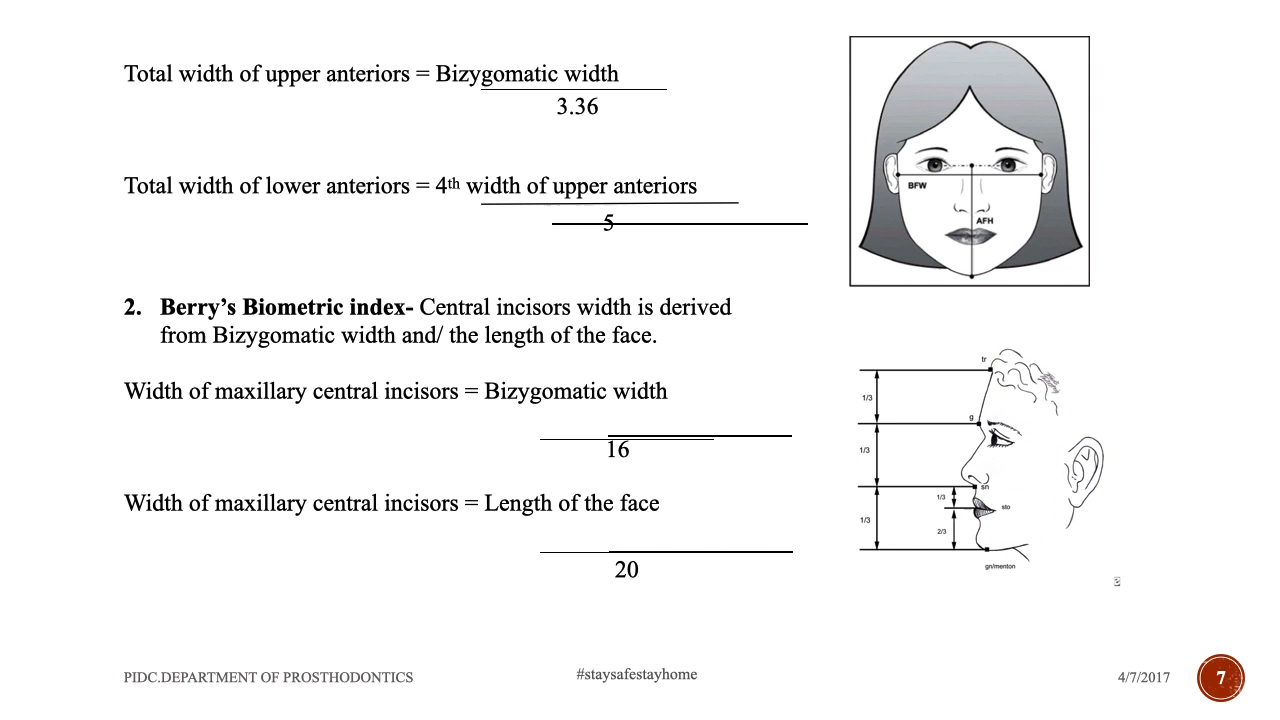 Total width of upper anteriors = Bizygomatic width
3.36
Total width of lower anteriors = 4th width of upper anteriors
5
2. Berry’s Biometric index- Central incisors width is derived
from Bizygomatic width and/ the length of the face.
Width of maxillary central incisors = Bizygomatic width
16
Width of maxillary central incisors = Length of the face
20
BFW
AFH
tr
1/3
g
1/3
sn
1/3
sto
1/3
2/3
gn/menton
PIDC.DEPARTMENT OF PROSTHODONTICS
#staysafestayhome
4/7/2017
7